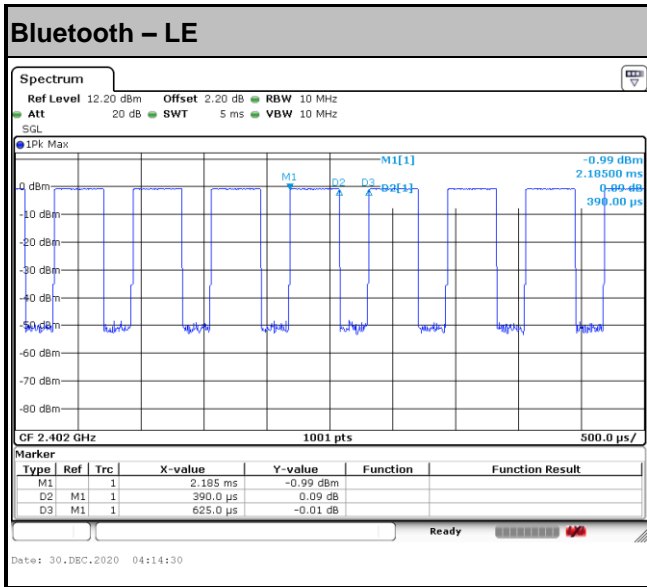 Bluetooth – LE
Spectrum
Ref Level 12.20 dBm Offset 2.20 dB RBW 10 MHz
Att 20 dB SWT 5 ms VBW 10 MHz
SGL
1Pk Max
M1[1] -0.99 dBm
2.18500 ms
M1 D2 D3 D2[1] 0.09 dB
390.00 µs
0 dBm
-10 dBm
-20 dBm
-30 dBm
-40 dBm
-50 dBm
-60 dBm
-70 dBm
-80 dBm
CF 2.402 GHz 1001 pts 500.0 µs/
Marker
Type Ref Trc X-value Y-value Function Function Result
M1 1 2.185 ms -0.99 dBm
D2 M1 1 390.0 µs 0.09 dB
D3 M1 1 625.0 µs -0.01 dB
Ready
Date: 30.DEC.2020 04:14:30